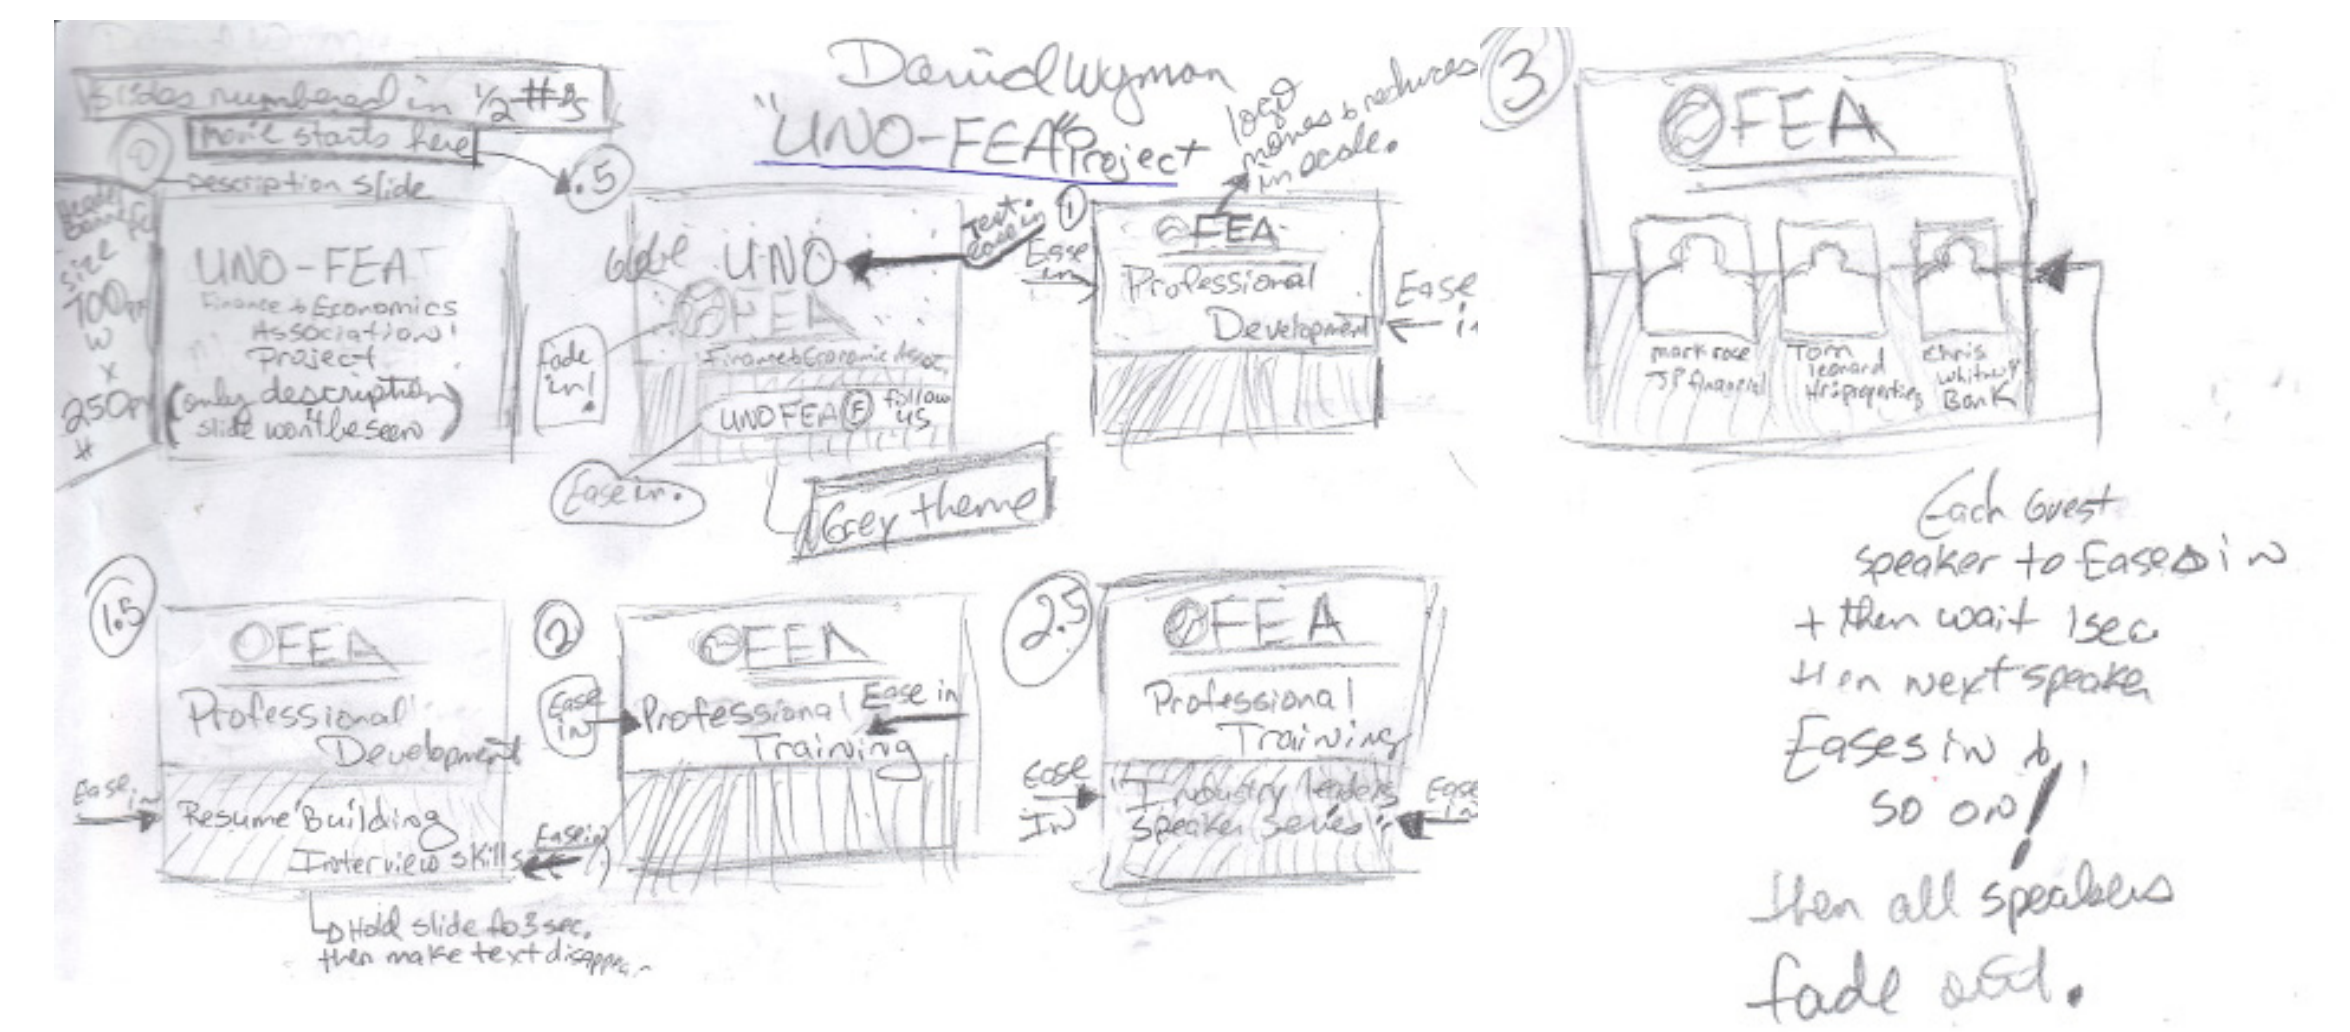 David Wyman
"UNO-FEA" Project
Slides numbered in 1/2 #'s
movie starts here
0
Description slide
Header
size
700
W
x
250
H
UNO-FEA
Finance & Economics
Association
Project
(only description
slide won't be seen)
.5
Globe
UNO
FEA
Finance & Economic Assoc.
UNO FEA F follow
us
Fade
in!
Ease in.
Grey theme
Text
ease in
1
logo
moves & reduces
in scale.
Ease
in
FEA
Professional
Development
Ease
in
1.5
FEA
Professional
Development
Ease in
Resume Building
Interview skills
Ease in
Hold slide fo 3 sec.
then make text disappear
2
FEA
Ease
in
Professional
Training
Ease in
2.5
FEA
Professional
Training
Ease
In
"Industry leaders
Speaker Series"
Ease
in
3
FEA
mark rose
JP financial
Tom
leonard
Hri properties
Chris
Whitney
Bank
Each Guest
speaker to Ease in
+ then wait 1sec
then next speaker
Eases in &
so on!
then all speakers
fade out.